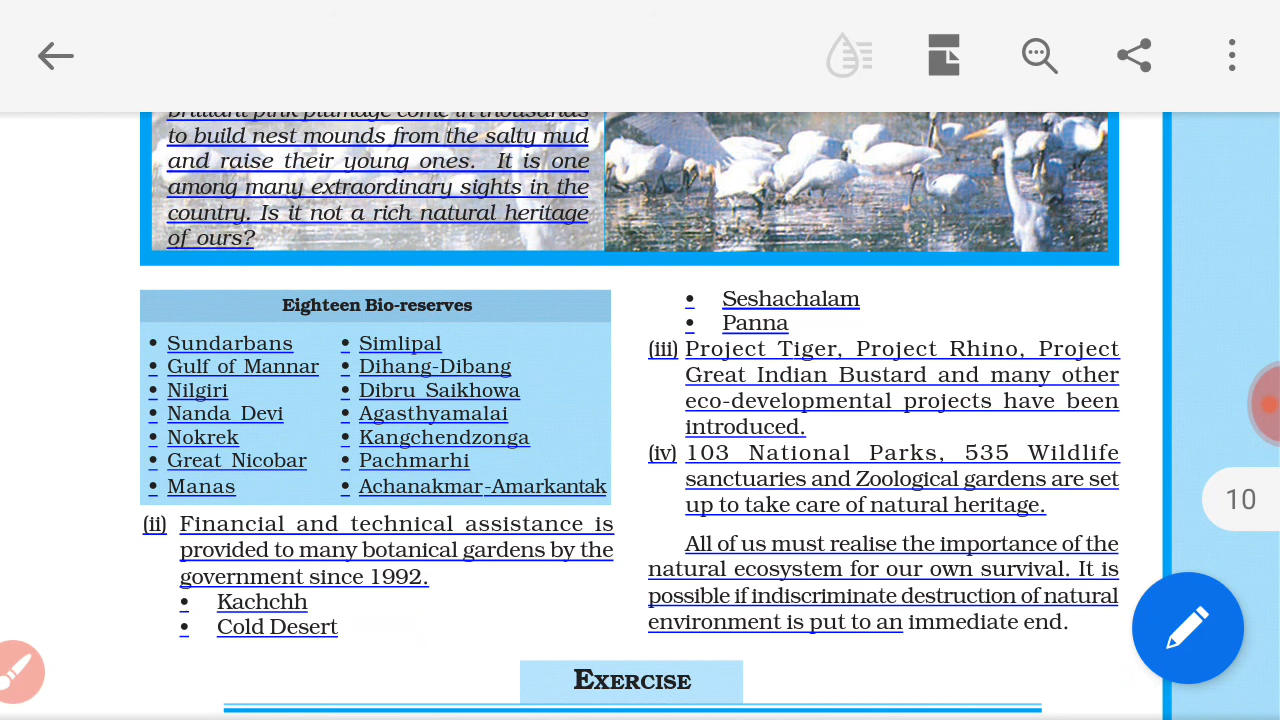 brilliant pink plumage come in thousands
to build nest mounds from the salty mud
and raise their young ones. It is one
among many extraordinary sights in the
country. Is it not a rich natural heritage
of ours?
Eighteen Bio-reserves
• Sundarbans
• Gulf of Mannar
• Nilgiri
• Nanda Devi
• Nokrek
• Great Nicobar
• Manas
• Simlipal
• Dihang-Dibang
• Dibru Saikhowa
• Agasthyamalai
• Kangchendzonga
• Pachmarhi
• Achanakmar-Amarkantak
(ii) Financial and technical assistance is
provided to many botanical gardens by the
government since 1992.
• Kachchh
• Cold Desert
• Seshachalam
• Panna
(iii) Project Tiger, Project Rhino, Project
Great Indian Bustard and many other
eco-developmental projects have been
introduced.
(iv) 103 National Parks, 535 Wildlife
sanctuaries and Zoological gardens are set
up to take care of natural heritage.
All of us must realise the importance of the
natural ecosystem for our own survival. It is
possible if indiscriminate destruction of natural
environment is put to an immediate end.
10
EXERCISE